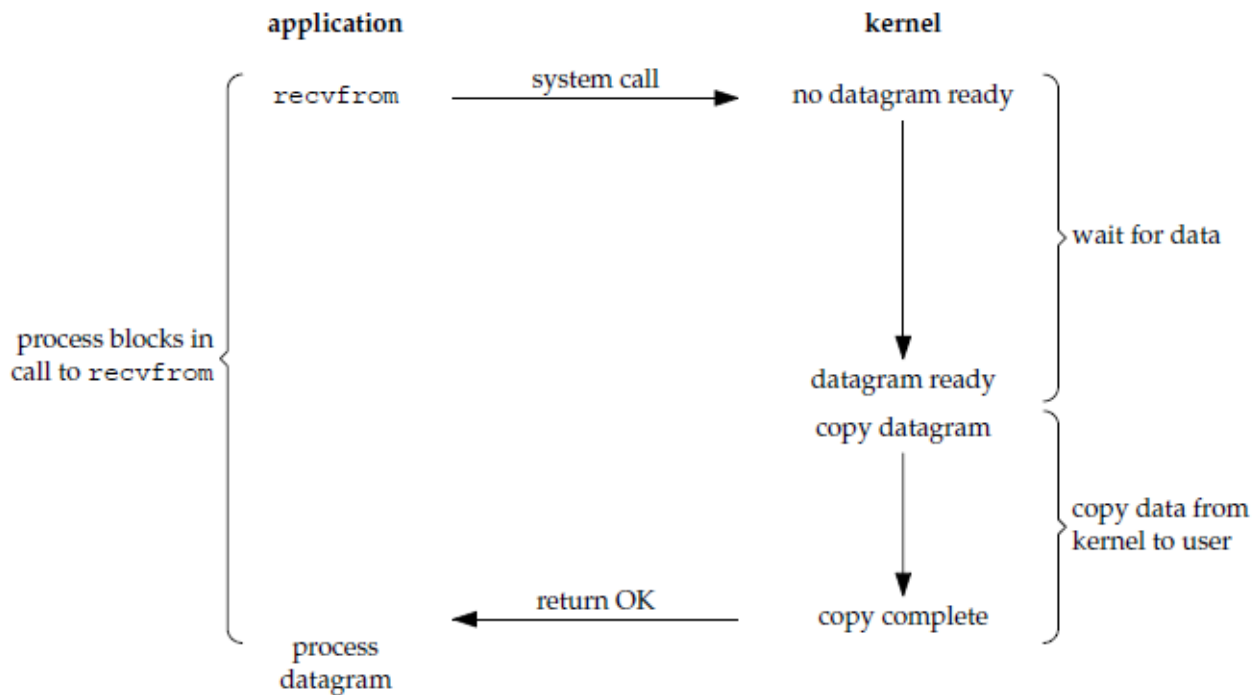 application
kernel
recvfrom
system call
no datagram ready
wait for data
process blocks in
call to recvfrom
datagram ready
copy datagram
copy data from
kernel to user
return OK
copy complete
process
datagram